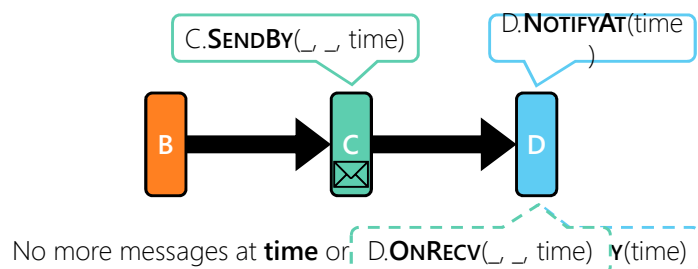 C.SENDBY(_, _, time)
D.NOTIFYAT(time
)
B
C
D
No more messages at time or D.ONRECV(_, _, time) Y(time)